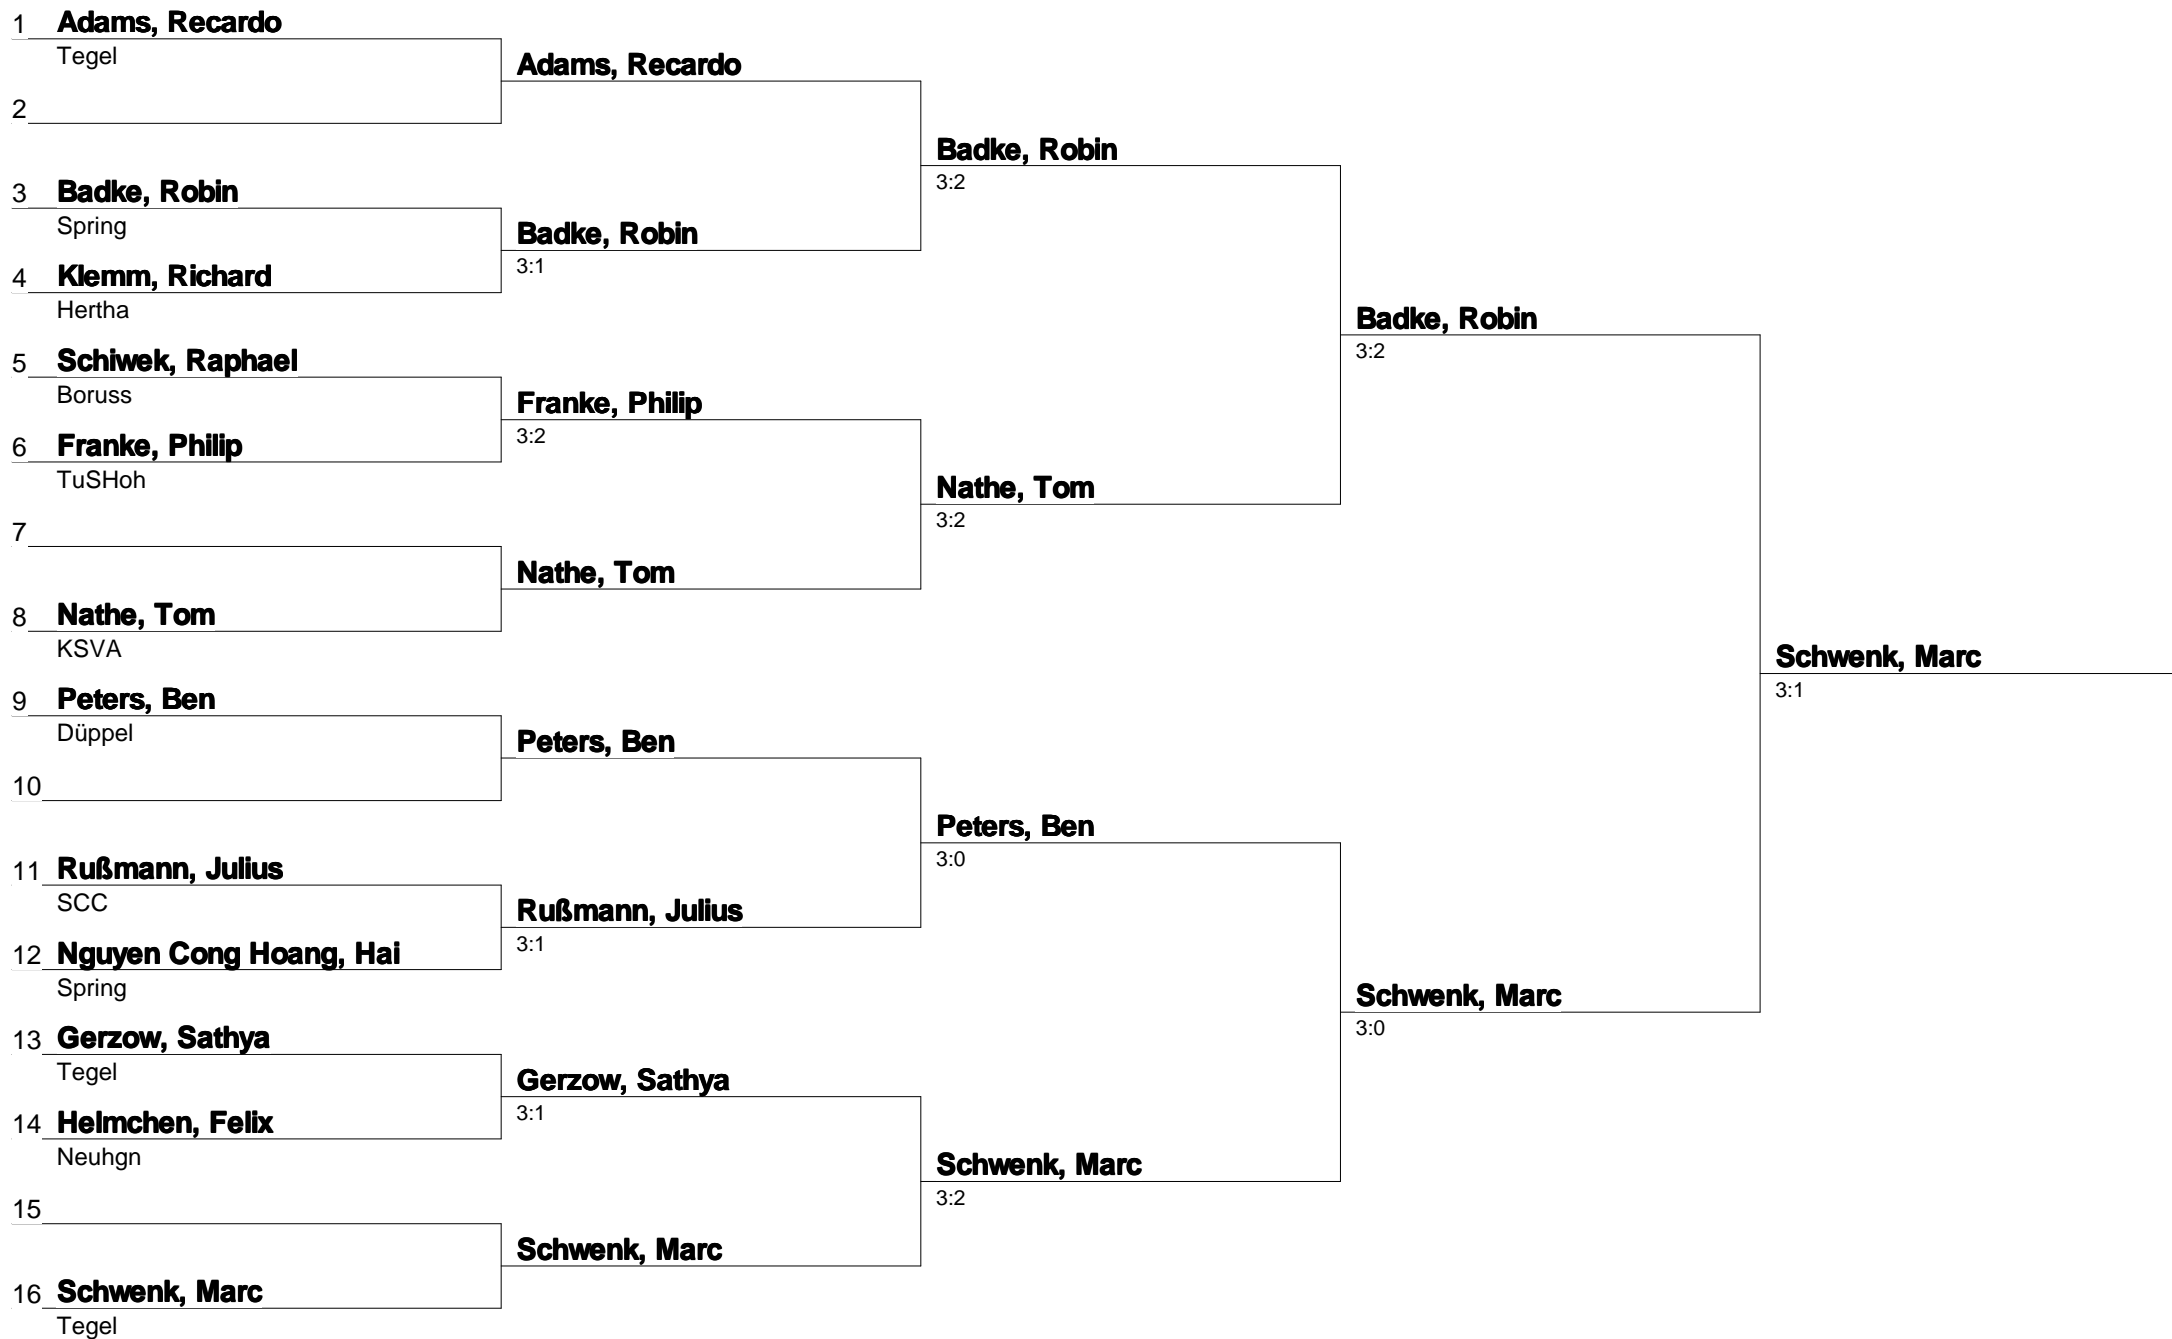 1 Adams, Recardo
Tegel
Adams, Recardo
2
Badke, Robin
3:2
3 Badke, Robin
Spring
Badke, Robin
3:1
4 Klemm, Richard
Hertha
Badke, Robin
3:2
5 Schiwek, Raphael
Boruss
Franke, Philip
3:2
6 Franke, Philip
TuSHoh
Nathe, Tom
3:2
7
Nathe, Tom
8 Nathe, Tom
KSVA
Schwenk, Marc
3:1
9 Peters, Ben
Düppel
Peters, Ben
10
Peters, Ben
3:0
11 Rußmann, Julius
SCC
Rußmann, Julius
3:1
12 Nguyen Cong Hoang, Hai
Spring
Schwenk, Marc
3:0
13 Gerzow, Sathya
Tegel
Gerzow, Sathya
3:1
14 Helmchen, Felix
Neuhgn
Schwenk, Marc
3:2
15
Schwenk, Marc
16 Schwenk, Marc
Tegel